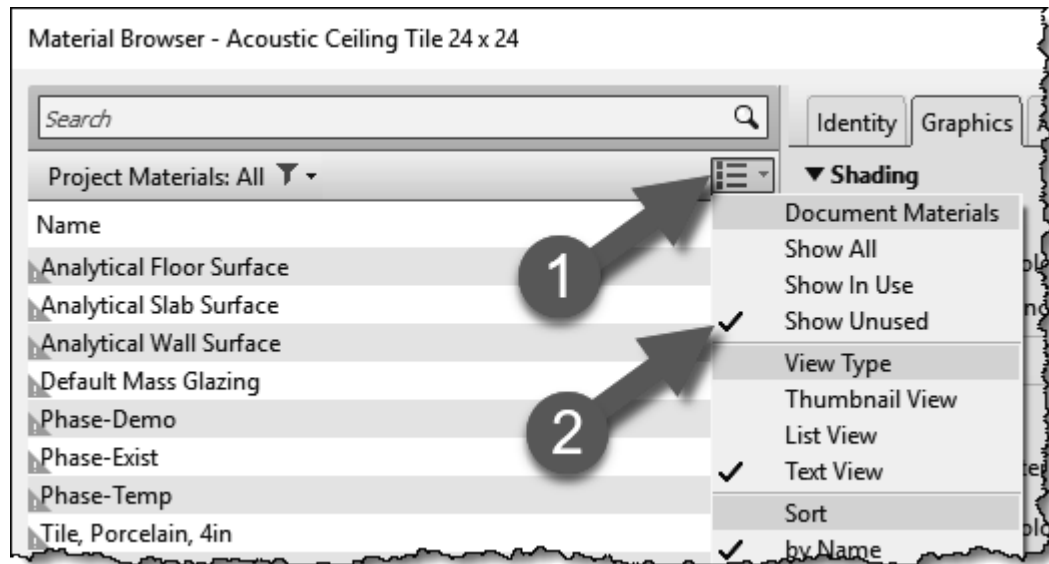 Material Browser - Acoustic Ceiling Tile 24 x 24
Search
Identity
Graphics
Project Materials: All
▼ Shading
Name
Analytical Floor Surface
Analytical Slab Surface
Analytical Wall Surface
Default Mass Glazing
Phase-Demo
Phase-Exist
Phase-Temp
Tile, Porcelain, 4in
1
2
Document Materials
Show All
Show In Use
Show Unused
View Type
Thumbnail View
List View
Text View
Sort
by Name